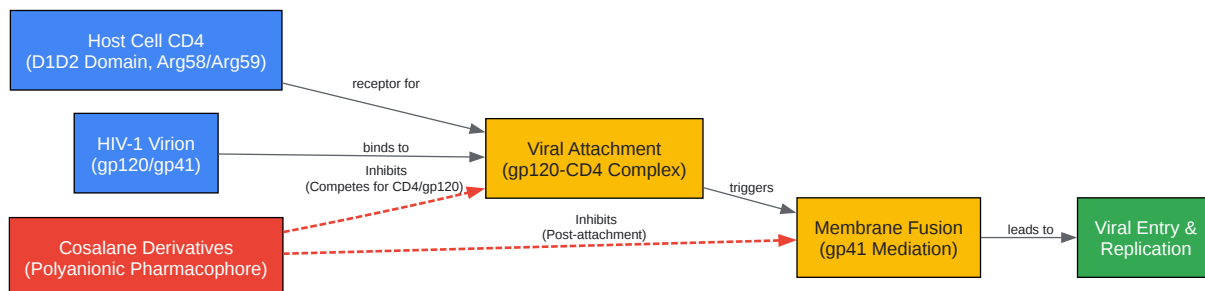 Host Cell CD4
(D1D2 Domain, Arg58/Arg59)
receptor for
HIV-1 Virion
(gp120/gp41)
binds to
Viral Attachment
(gp120-CD4 Complex)
Inhibits
(Competes for CD4/gp120)
triggers
Cosalane Derivatives
(Polyanionic Pharmacophore)
Inhibits
(Post-attachment)
Membrane Fusion
(gp41 Mediation)
leads to
Viral Entry &
Replication